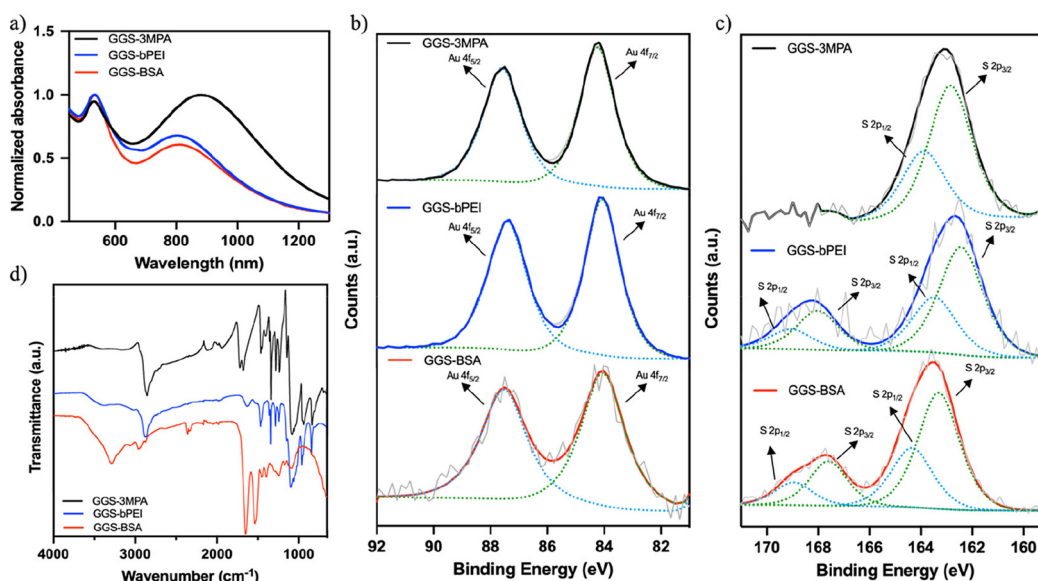 a)
1.5
1.0
0.5
0.0
Normalized absorbance
GGS-3MPA
GGS-bPEI
GGS-BSA
600 800 1000 1200
Wavelength (nm)
d)
Transmittance (a.u.)
GGS-3MPA
GGS-bPEI
GGS-BSA
4000 3000 2000 1000
Wavenumber (cm-1)
b)
GGS-3MPA
Au 4f5/2
Au 4f7/2
GGS-bPEI
Au 4f5/2
Au 4f7/2
GGS-BSA
Au 4f5/2
Au 4f7/2
Counts (a.u.)
92 90 88 86 84 82
Binding Energy (eV)
c)
GGS-3MPA
S 2p3/2
S 2p1/2
GGS-bPEI
S 2p3/2
S 2p1/2
S 2p1/2
S 2p3/2
GGS-BSA
S 2p3/2
S 2p1/2
S 2p1/2
S 2p3/2
Counts (a.u.)
170 168 166 164 162 160
Binding Energy (eV)